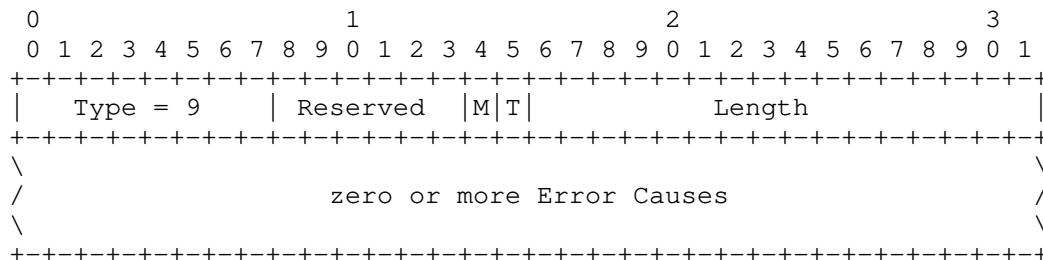 0                   1                   2                   3
 0 1 2 3 4 5 6 7 8 9 0 1 2 3 4 5 6 7 8 9 0 1 2 3 4 5 6 7 8 9 0 1
+-+-+-+-+-+-+-+-+-+-+-+-+-+-+-+-+-+-+-+-+-+-+-+-+-+-+-+-+-+-+-+-+
|   Type = 9    | Reserved  |M|T|           Length              |
+-+-+-+-+-+-+-+-+-+-+-+-+-+-+-+-+-+-+-+-+-+-+-+-+-+-+-+-+-+-+-+-+
\                                                               \
/                   zero or more Error Causes                   /
\                                                               \
+-+-+-+-+-+-+-+-+-+-+-+-+-+-+-+-+-+-+-+-+-+-+-+-+-+-+-+-+-+-+-+-+